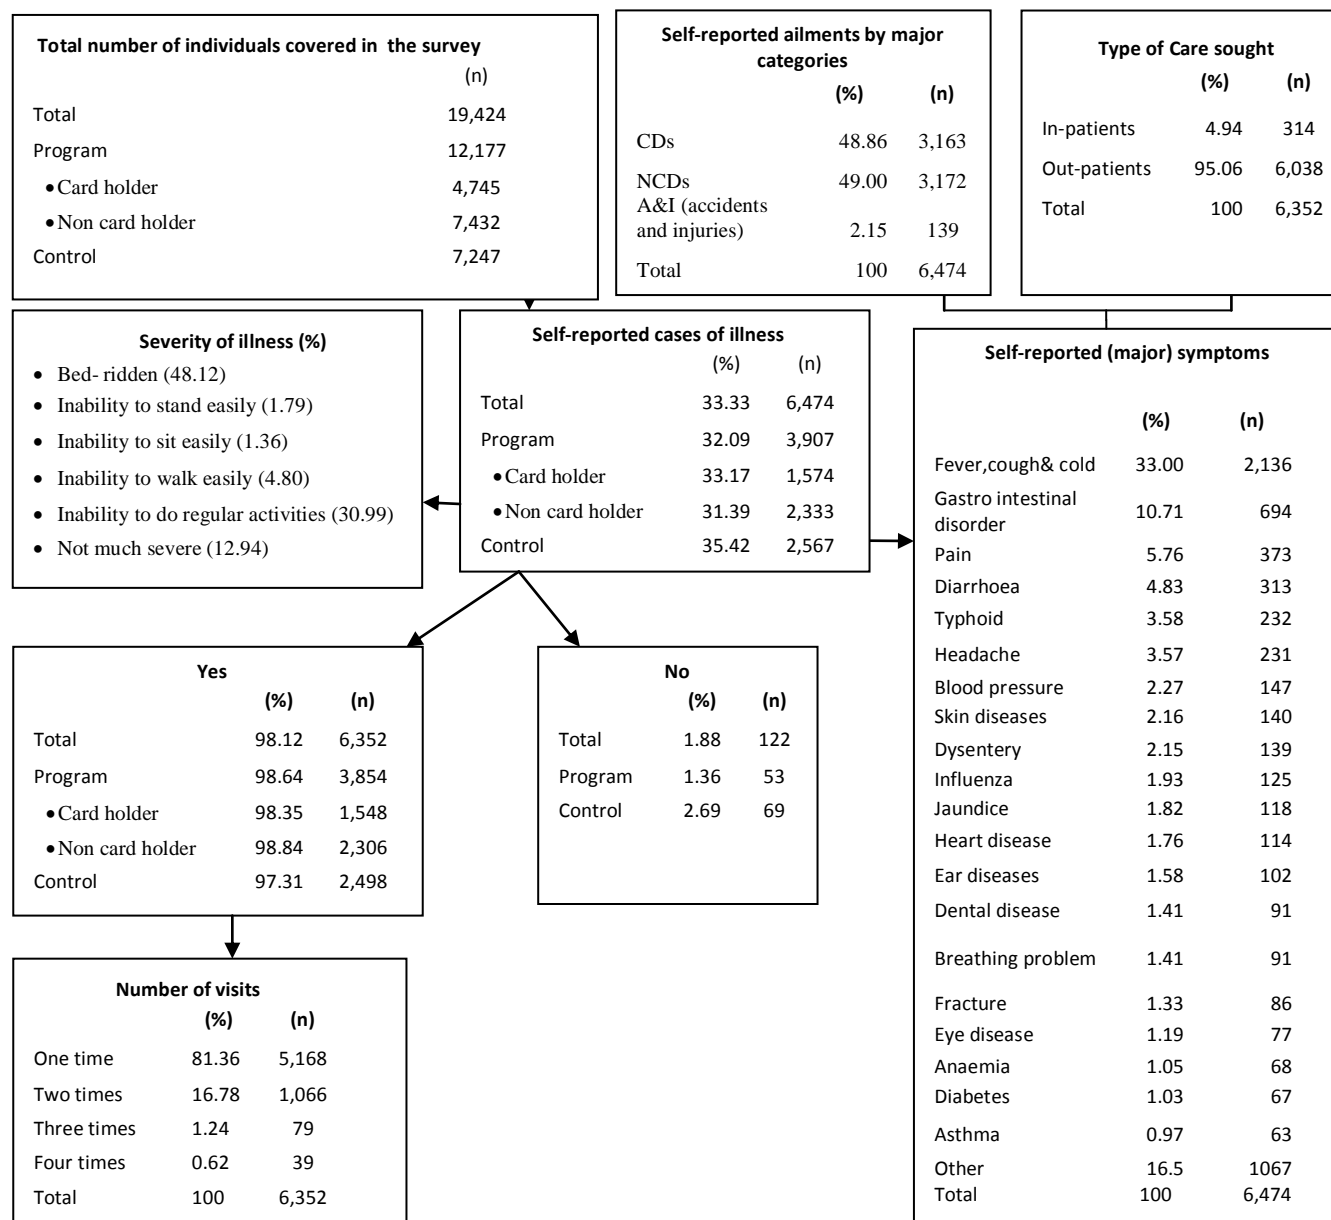 Total number of individuals covered in the survey
(n)
Total 19,424
Program 12,177
• Card holder 4,745
• Non card holder 7,432
Control 7,247
Self-reported ailments by major
categories
(%) (n)
CDs 48.86 3,163
NCDs 49.00 3,172
A&I (accidents
and injuries) 2.15 139
Total 100 6,474
Type of Care sought
(%) (n)
In-patients 4.94 314
Out-patients 95.06 6,038
Total 100 6,352
Severity of illness (%)
• Bed- ridden (48.12)
• Inability to stand easily (1.79)
• Inability to sit easily (1.36)
• Inability to walk easily (4.80)
• Inability to do regular activities (30.99)
• Not much severe (12.94)
Self-reported cases of illness
(%) (n)
Total 33.33 6,474
Program 32.09 3,907
• Card holder 33.17 1,574
• Non card holder 31.39 2,333
Control 35.42 2,567
Self-reported (major) symptoms
(%) (n)
Fever,cough& cold 33.00 2,136
Gastro intestinal
disorder 10.71 694
Pain 5.76 373
Diarrhoea 4.83 313
Typhoid 3.58 232
Headache 3.57 231
Blood pressure 2.27 147
Skin diseases 2.16 140
Dysentery 2.15 139
Influenza 1.93 125
Jaundice 1.82 118
Heart disease 1.76 114
Ear diseases 1.58 102
Dental disease 1.41 91
Breathing problem 1.41 91
Fracture 1.33 86
Eye disease 1.19 77
Anaemia 1.05 68
Diabetes 1.03 67
Asthma 0.97 63
Other 16.5 1067
Total 100 6,474
Yes
(%) (n)
Total 98.12 6,352
Program 98.64 3,854
• Card holder 98.35 1,548
• Non card holder 98.84 2,306
Control 97.31 2,498
No
(%) (n)
Total 1.88 122
Program 1.36 53
Control 2.69 69
Number of visits
(%) (n)
One time 81.36 5,168
Two times 16.78 1,066
Three times 1.24 79
Four times 0.62 39
Total 100 6,352